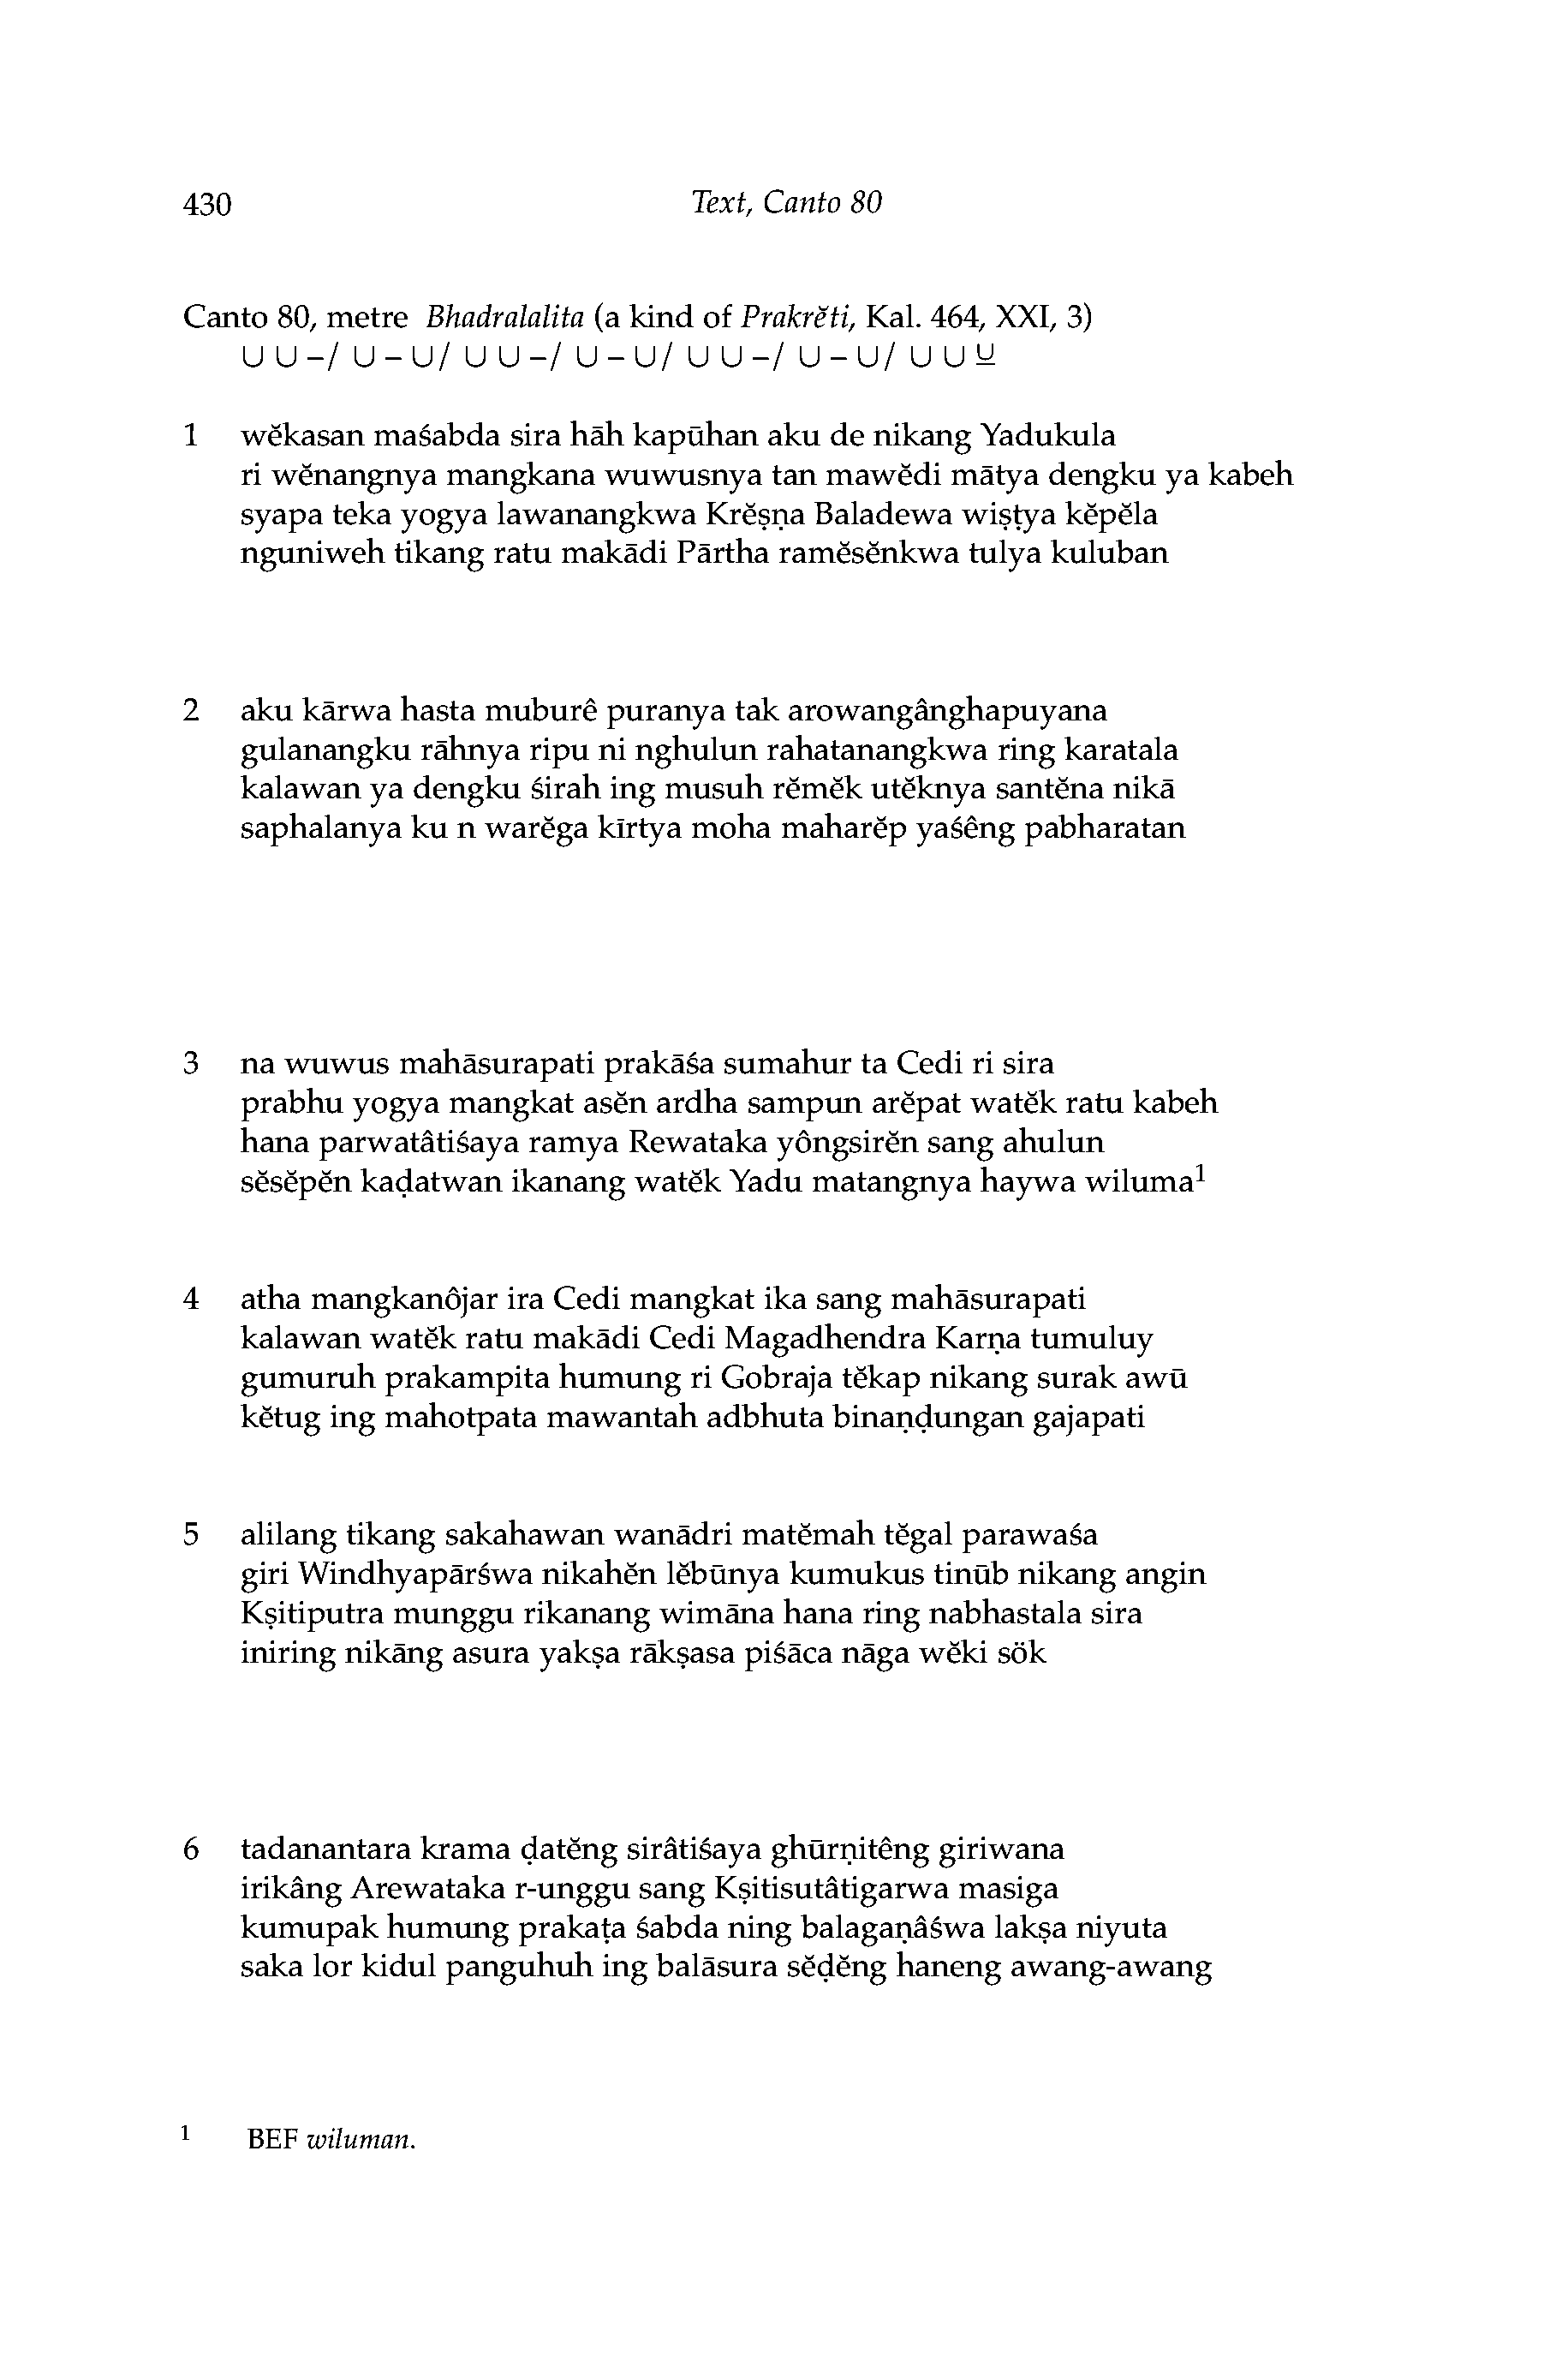 430 Text, Canto 80
Canto 80, metre Bhadralalita (a kind of Prakrĕti, Kal. 464, XXI, 3)
∪ ∪ –/ ∪ – ∪/ ∪ ∪ –/ ∪ – ∪/ ∪ ∪ –/ ∪ – ∪/ ∪ ∪ ⊻
1 wĕkasan maśabda sira hāh kapūhan aku de nikang Yadukula
ri wĕnangnya mangkana wuwusnya tan mawĕdi mātya dengku ya kabeh
syapa teka yogya lawanangkwa Krĕṣṇa Baladewa wiṣṭya kĕpĕla
nguniweh tikang ratu makādi Pārtha ramĕsĕnkwa tulya kuluban
2 aku kārwa hasta muburê puranya tak arowangânghapuyana
gulanangku rāhnya ripu ni nghulun rahatanangkwa ring karatala
kalawan ya dengku śirah ing musuh rĕmĕk utĕknya santĕna nikā
saphalanya ku n warĕga kīrtya moha maharĕp yaśêng pabharatan
3 na wuwus mahāsurapati prakāśa sumahur ta Cedi ri sira
prabhu yogya mangkat asĕn ardha sampun arĕpat watĕk ratu kabeh
hana parwatâtiśaya ramya Rewataka yôngsirĕn sang ahulun
sĕsĕpĕn kaḍatwan ikanang watĕk Yadu matangnya haywa wiluma1
4 atha mangkanôjar ira Cedi mangkat ika sang mahāsurapati
kalawan watĕk ratu makādi Cedi Magadhendra Karṇa tumuluy
gumuruh prakampita humung ri Gobraja tĕkap nikang surak awū
kĕtug ing mahotpata mawantah adbhuta binaṇḍungan gajapati
5 alilang tikang sakahawan wanādri matĕmah tĕgal parawaśa
giri Windhyapārśwa nikahĕn lĕbūnya kumukus tinūb nikang angin
Kṣitiputra munggu rikanang wimāna hana ring nabhastala sira
iniring nikāng asura yakṣa rākṣasa piśāca nāga wĕki sök
6 tadanantara krama ḍatĕng sirâtiśaya ghūrṇitêng giriwana
irikâng Arewataka r-unggu sang Kṣitisutâtigarwa masiga
kumupak humung prakaṭa śabda ning balagaṇâśwa lakṣa niyuta
saka lor kidul panguhuh ing balāsura sĕḍĕng haneng awang-awang
1 BEF wiluman.